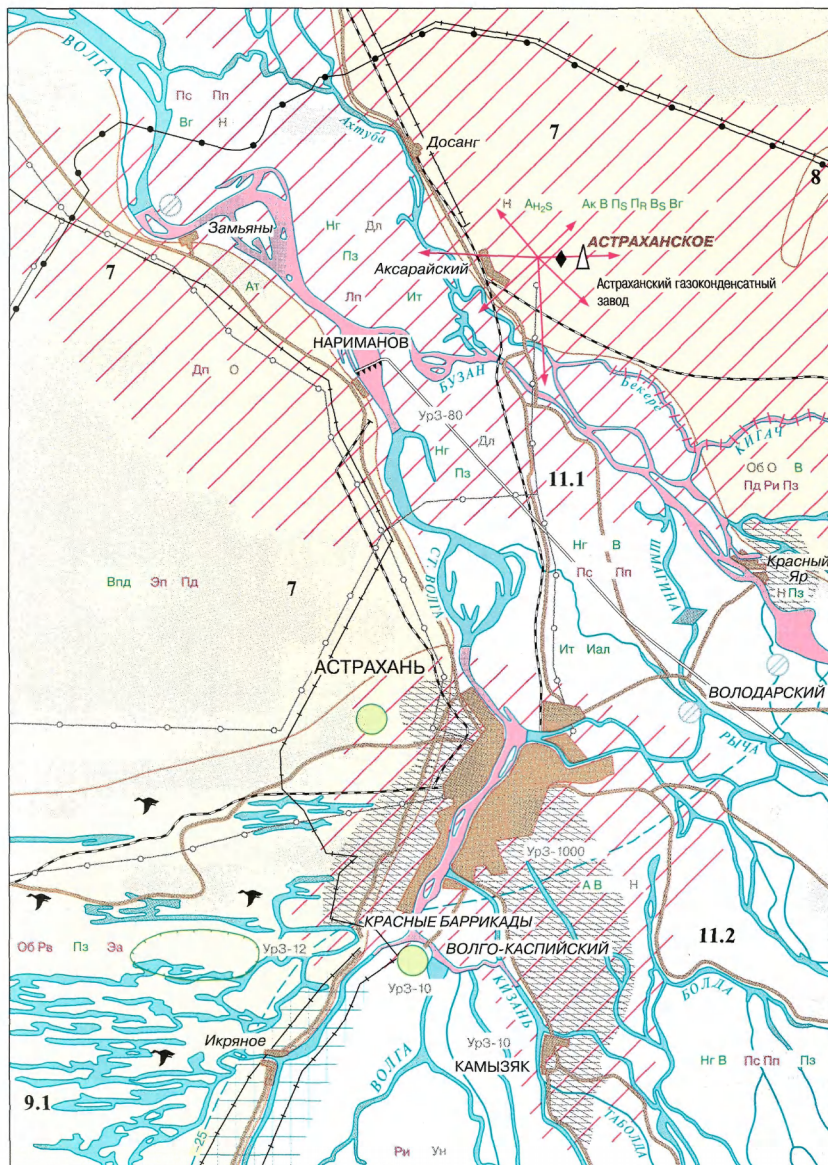 ВОЛГА
Пс Пп
Вг Н
Ахтуба
Досанг
7
8
Н АH₂S Ак В ПS ПR ВS Вг
Замьяны
Нг Дл
Пз
АСТРАХАНСКОЕ
7
Аксарайский
Астраханский газоконденсатный
завод
Ат
Лп Ит
НАРИМАНОВ
БУЗАН
Дп О
Бекере
КИГАЧ
УрЗ-80
Нг Дл
Пз
Об О В
Пд Ри Пз
11.1
Красный
Яр
Н Пз
Нг В
Пс Пп
ШМАГИНА
Впд Эп Пд
7
СТ. ВОЛГА
Ит Иал
АСТРАХАНЬ
ВОЛОДАРСКИЙ
РЫЧА
УрЗ-1000
А В Н
КРАСНЫЕ БАРРИКАДЫ
11.2
Об Рв Пз Эа
УрЗ-12
ВОЛГО-КАСПИЙСКИЙ
УрЗ-10
КИЗАНЬ
БОЛДА
Икряное
ВОЛГА
УрЗ-10
КАМЫЗЯК
Нг В Пс Пп Пз
9.1
25
ТАБОЛДА
Ри Ун